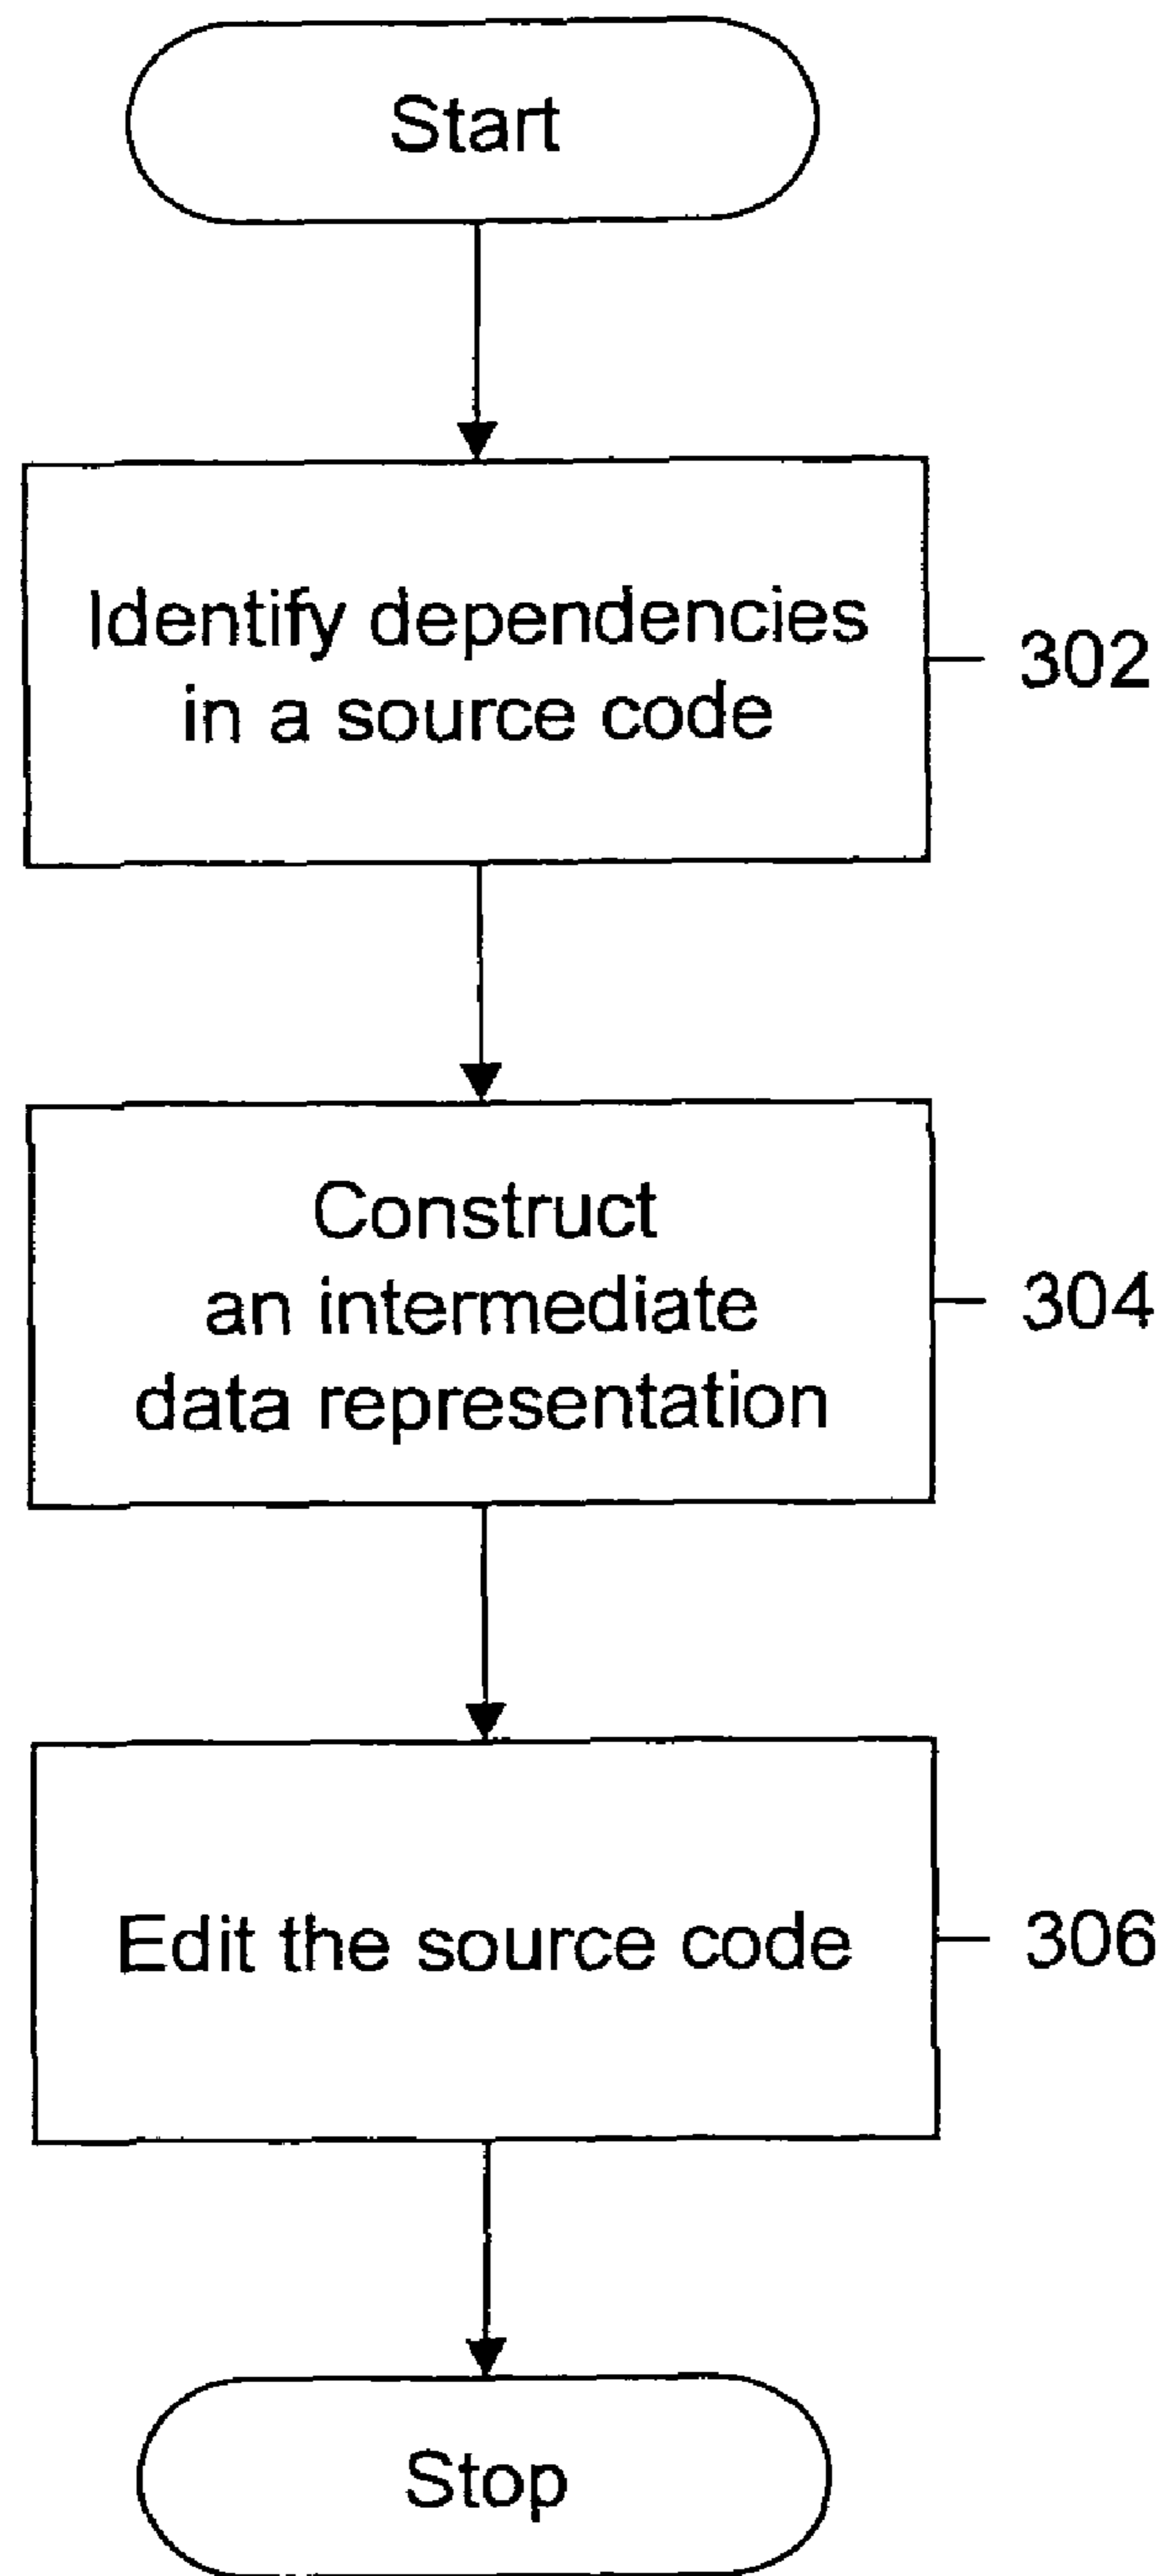 Start
Identify dependencies
in a source code
302
Construct
an intermediate
data representation
304
Edit the source code
306
Stop